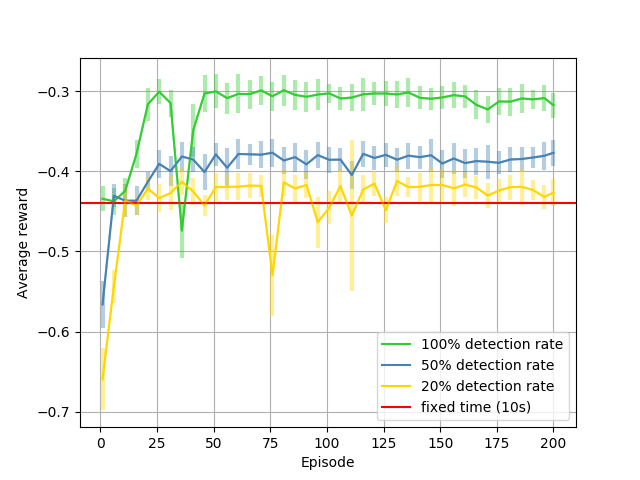 −0.3
−0.4
−0.5
−0.6
−0.7
Average reward
0
25
50
75
100
125
150
175
200
Episode
100% detection rate
50% detection rate
20% detection rate
fixed time (10s)